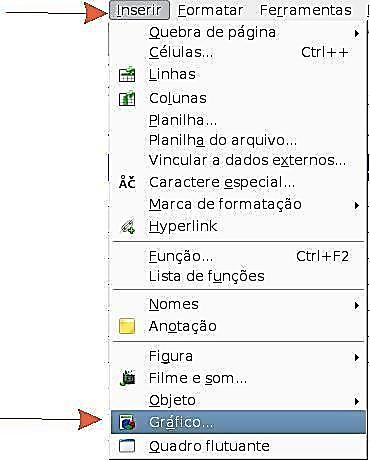 Inserir Formatar Ferramentas
Quebra de página
Células... Ctrl++
Linhas
Colunas
Planilha...
Planilha do arquivo...
Vincular a dados externos...
Caractere especial...
Marca de formatação
Hyperlink
Função... Ctrl+F2
Lista de funções
Nomes
Anotação
Figura
Filme e som...
Objeto
Gráfico...
Quadro flutuante